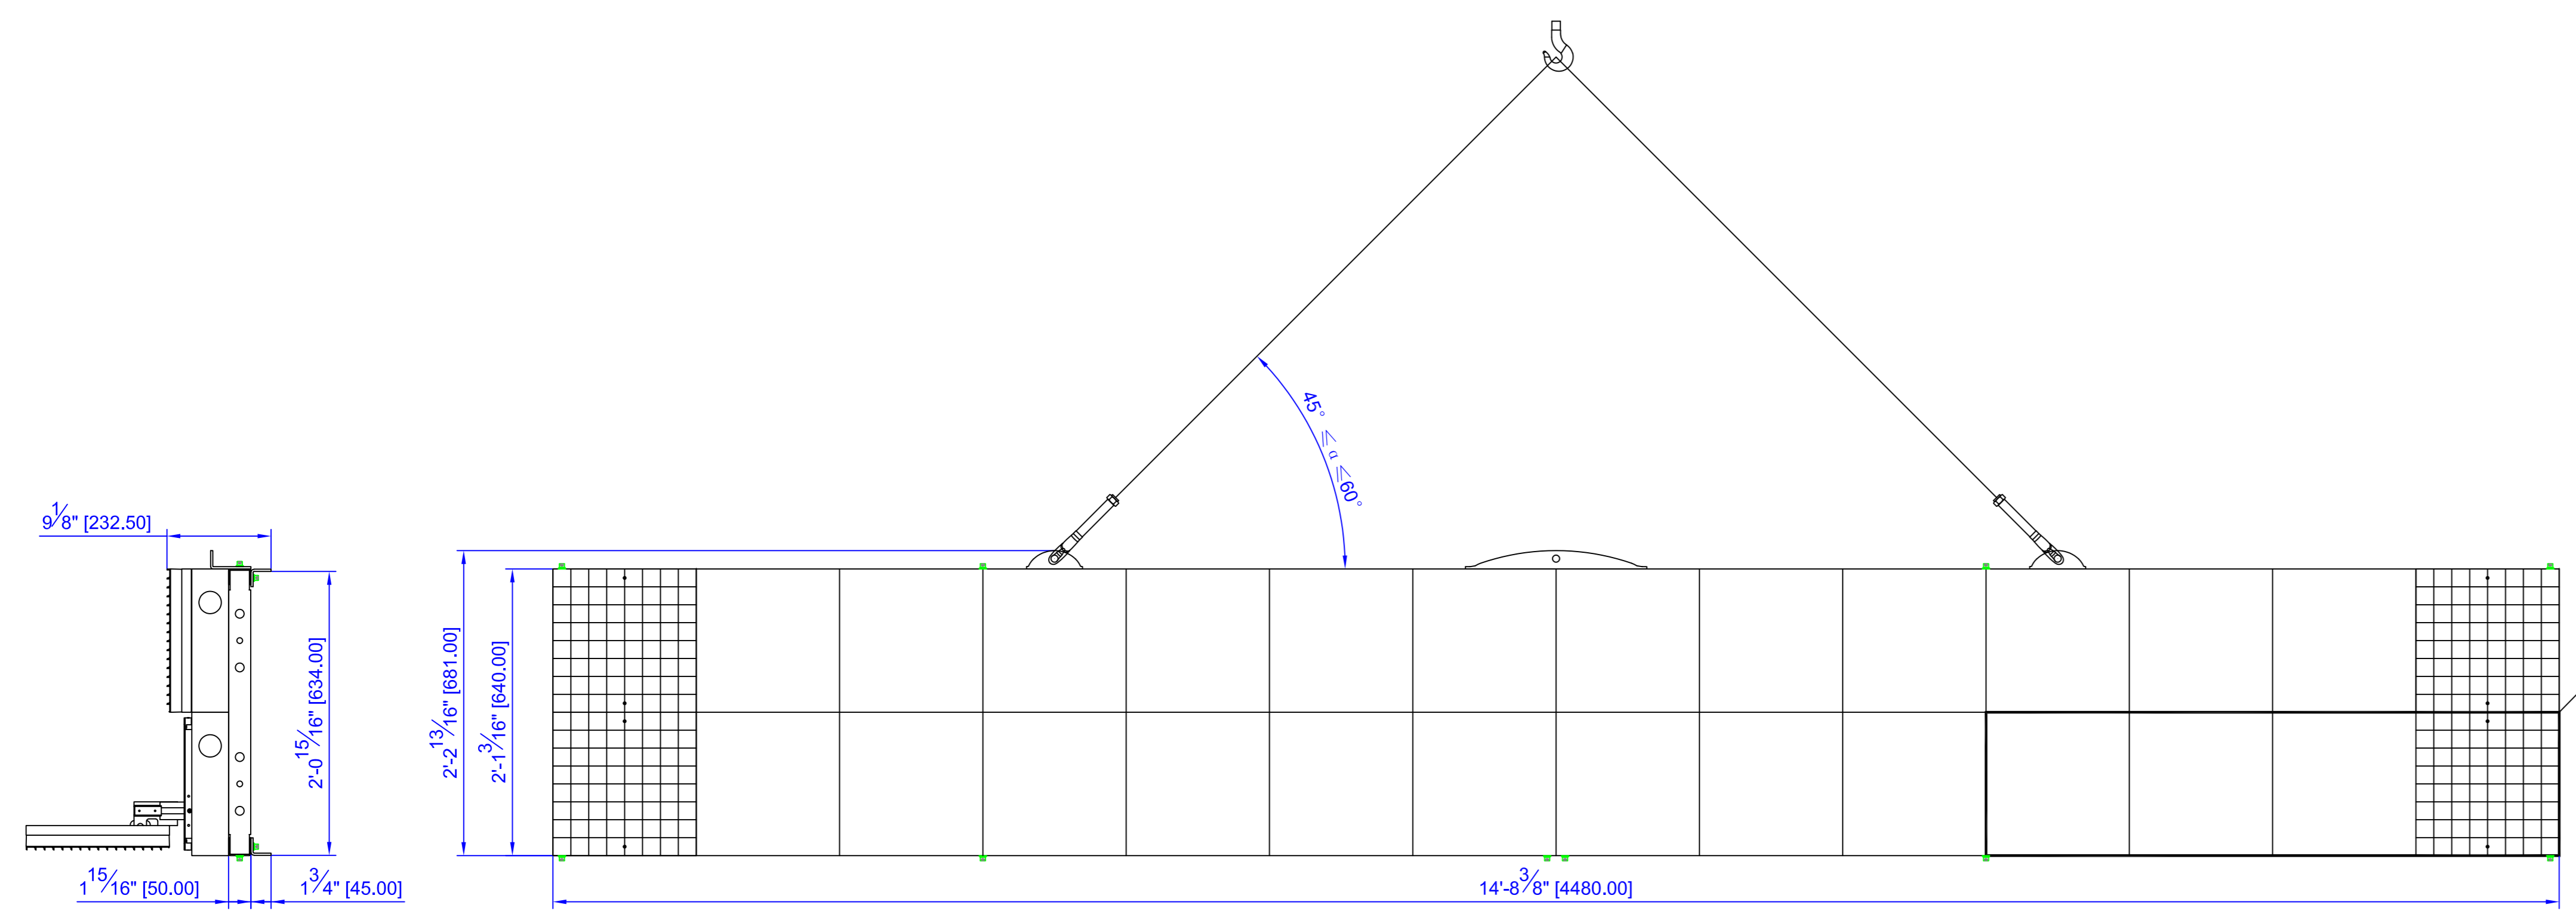 45° ≤ α ≤60°
9 1/8" [232.50]
2'-0 15/16" [634.00]
2'-2 13/16" [681.00]
2'-1 3/16" [640.00]
1 15/16" [50.00]
1 3/4" [45.00]
14'-8 3/8" [4480.00]